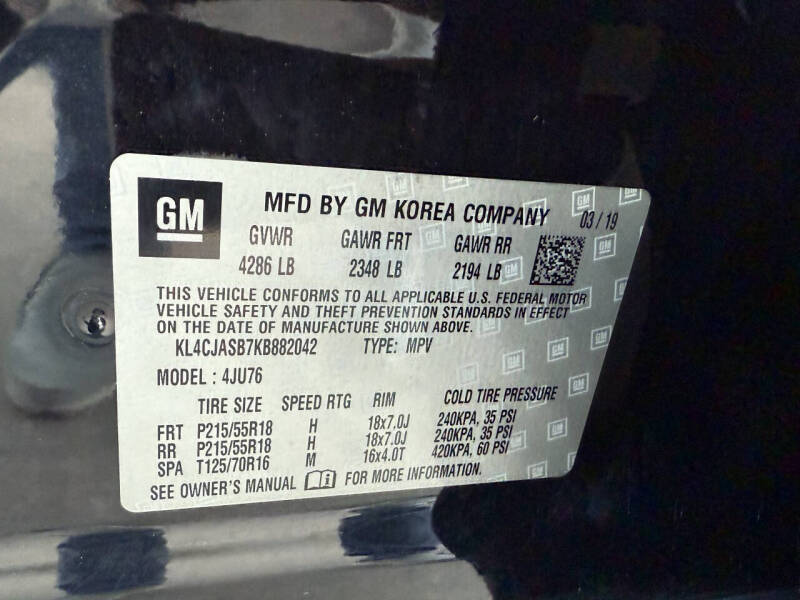 GM MFD BY GM KOREA COMPANY 03 / 19
GVWR GAWR FRT GAWR RR
4286 LB 2348 LB 2194 LB
THIS VEHICLE CONFORMS TO ALL APPLICABLE U.S. FEDERAL MOTOR
VEHICLE SAFETY AND THEFT PREVENTION STANDARDS IN EFFECT
ON THE DATE OF MANUFACTURE SHOWN ABOVE.
KL4CJASB7KB882042 TYPE: MPV
MODEL : 4JU76
TIRE SIZE SPEED RTG RIM COLD TIRE PRESSURE
FRT P215/55R18 H 18x7.0J 240KPA, 35 PSI
RR P215/55R18 H 18x7.0J 240KPA, 35 PSI
SPA T125/70R16 M 16x4.0T 420KPA, 60 PSI
SEE OWNER'S MANUAL FOR MORE INFORMATION.